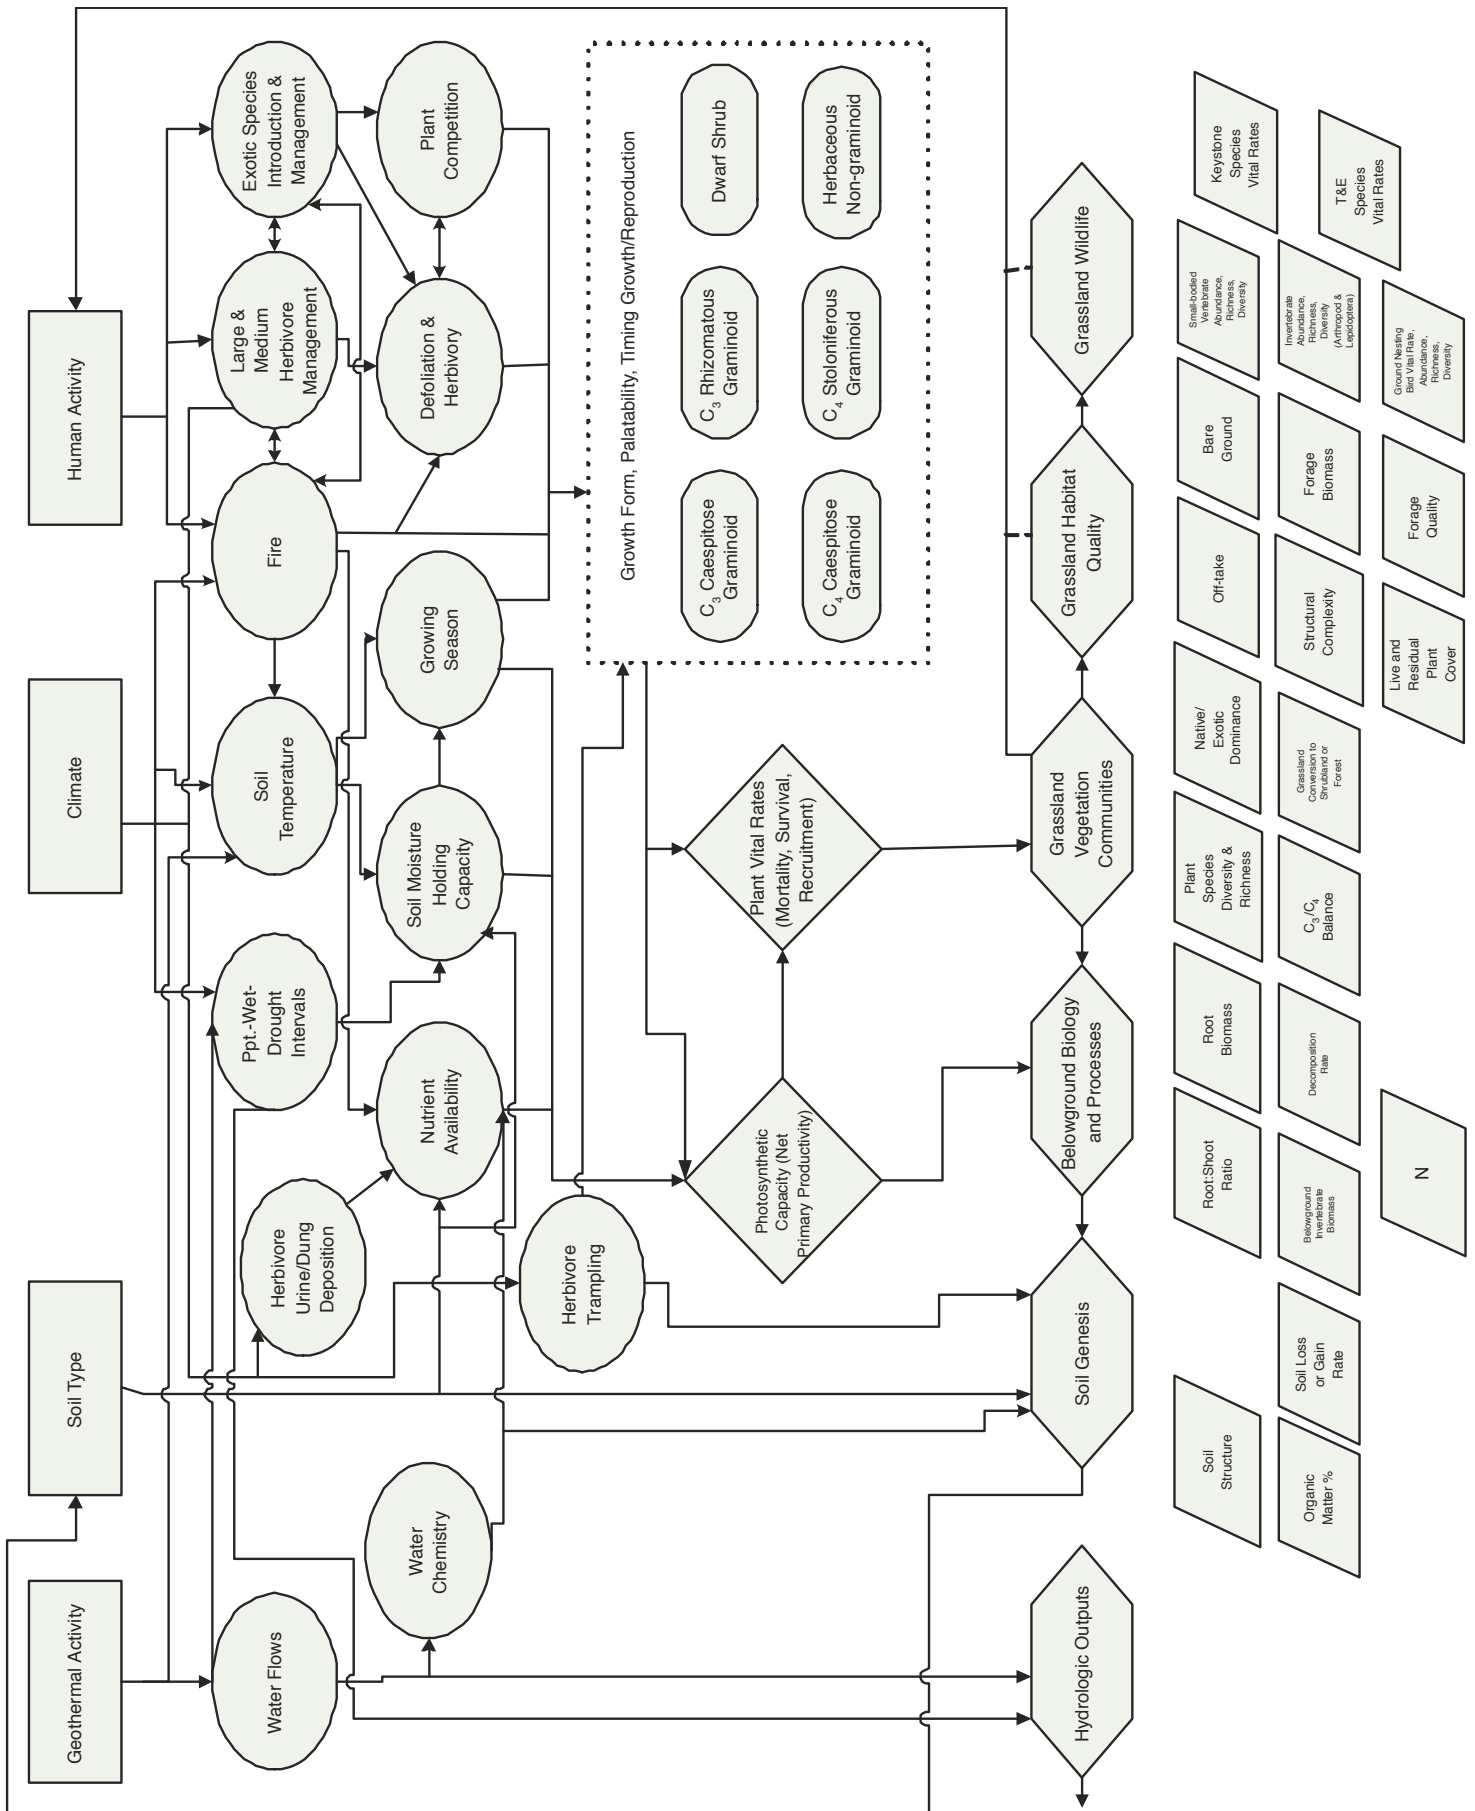 Geothermal Activity
Soil Type
Climate
Human Activity
Water Flows
Herbivore
Urine/Dung
Deposition
Ppt.-Wet-
Drought
Intervals
Soil
Temperature
Fire
Large &
Medium
Herbivore
Management
Exotic Species
Introduction &
Management
Water
Chemistry
Nutrient
Availability
Soil Moisture
Holding
Capacity
Growing
Season
Defoliation &
Herbivory
Plant
Competition
Herbivore
Trampling
Growth Form, Palatability, Timing Growth/Reproduction
C3 Caespitose
Graminoid
C3 Rhizomatous
Graminoid
Dwarf Shrub
C4 Caespitose
Graminoid
C4 Stoloniferous
Graminoid
Herbaceous
Non-graminoid
Photosynthetic
Capacity (Net
Primary Productivity)
Plant Vital Rates
(Mortality, Survival,
Recruitment)
Hydrologic Outputs
Soil Genesis
Belowground Biology
and Processes
Grassland
Vegetation
Communities
Grassland Habitat
Quality
Grassland Wildlife
Soil
Structure
Root:Shoot
Ratio
Root
Biomass
Plant
Species
Diversity &
Richness
Native/
Exotic
Dominance
Off-take
Bare
Ground
Small-bodied
Vertebrate
Abundance,
Richness,
Diversity
Keystone
Species
Vital Rates
Organic
Matter %
Soil Loss
or Gain
Rate
Belowground
Invertebrate
Biomass
Decomposition
Rate
C3/C4
Balance
Grassland
Conversion to
Shrubland or
Forest
Structural
Complexity
Forage
Biomass
Invertebrate
Abundance,
Richness,
Diversity
(Arthropod &
Lepidoptera)
T&E
Species
Vital Rates
N
Live and
Residual
Plant
Cover
Forage
Quality
Ground Nesting
Bird Vital Rate,
Abundance,
Richness,
Diversity